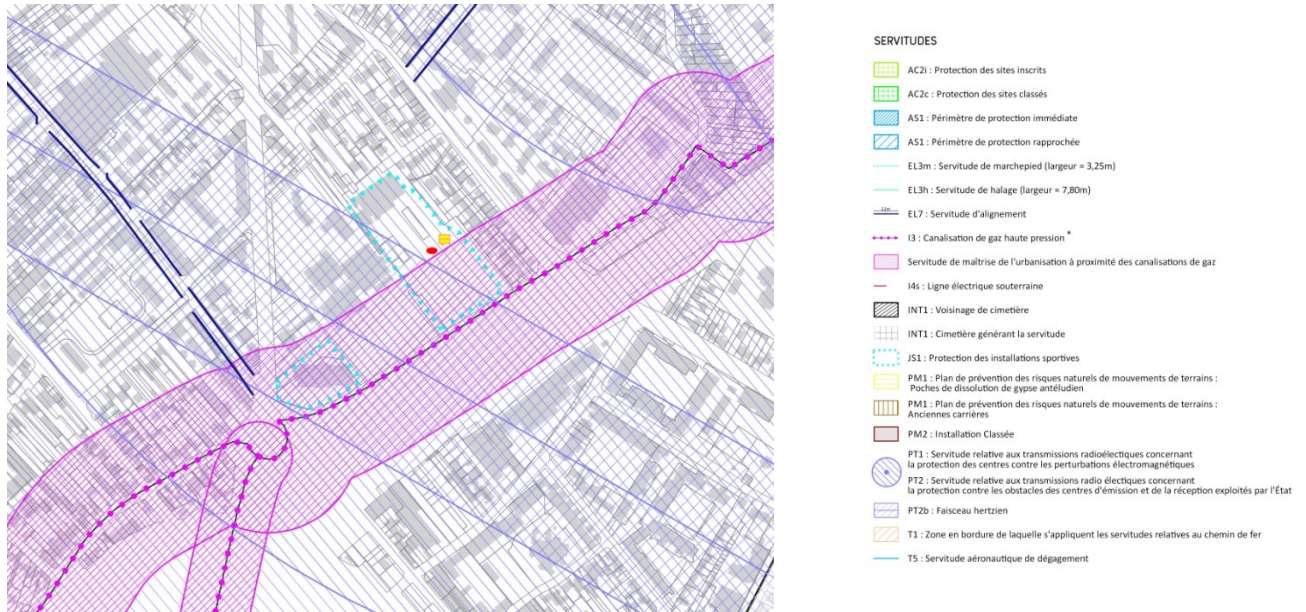 SERVITUDES
AC2i : Protection des sites inscrits
AC2c : Protection des sites classés
AS1 : Périmètre de protection immédiate
AS1 : Périmètre de protection rapprochée
EL3m : Servitude de marchepied (largeur = 3,25m)
EL3h : Servitude de halage (largeur = 7,80m)
12m
EL7 : Servitude d'alignement
I3 : Canalisation de gaz haute pression *
Servitude de maîtrise de l'urbanisation à proximité des canalisations de gaz
I4s : Ligne électrique souterraine
INT1 : Voisinage de cimetière
INT1 : Cimetière générant la servitude
JS1 : Protection des installations sportives
PM1 : Plan de prévention des risques naturels de mouvements de terrains :
Poches de dissolution de gypse antéludien
PM1 : Plan de prévention des risques naturels de mouvements de terrains :
Anciennes carrières
PM2 : Installation Classée
PT1 : Servitude relative aux transmissions radioélectiques concernant
la protection des centres contre les perturbations électromagnétiques
PT2 : Servitude relative aux transmissions radio électiques concernant
la protection contre les obstacles des centres d'émission et de la réception exploités par l'État
PT2b : Faisceau hertzien
T1 : Zone en bordure de laquelle s'appliquent les servitudes relatives au chemin de fer
T5 : Servitude aéronautique de dégagement